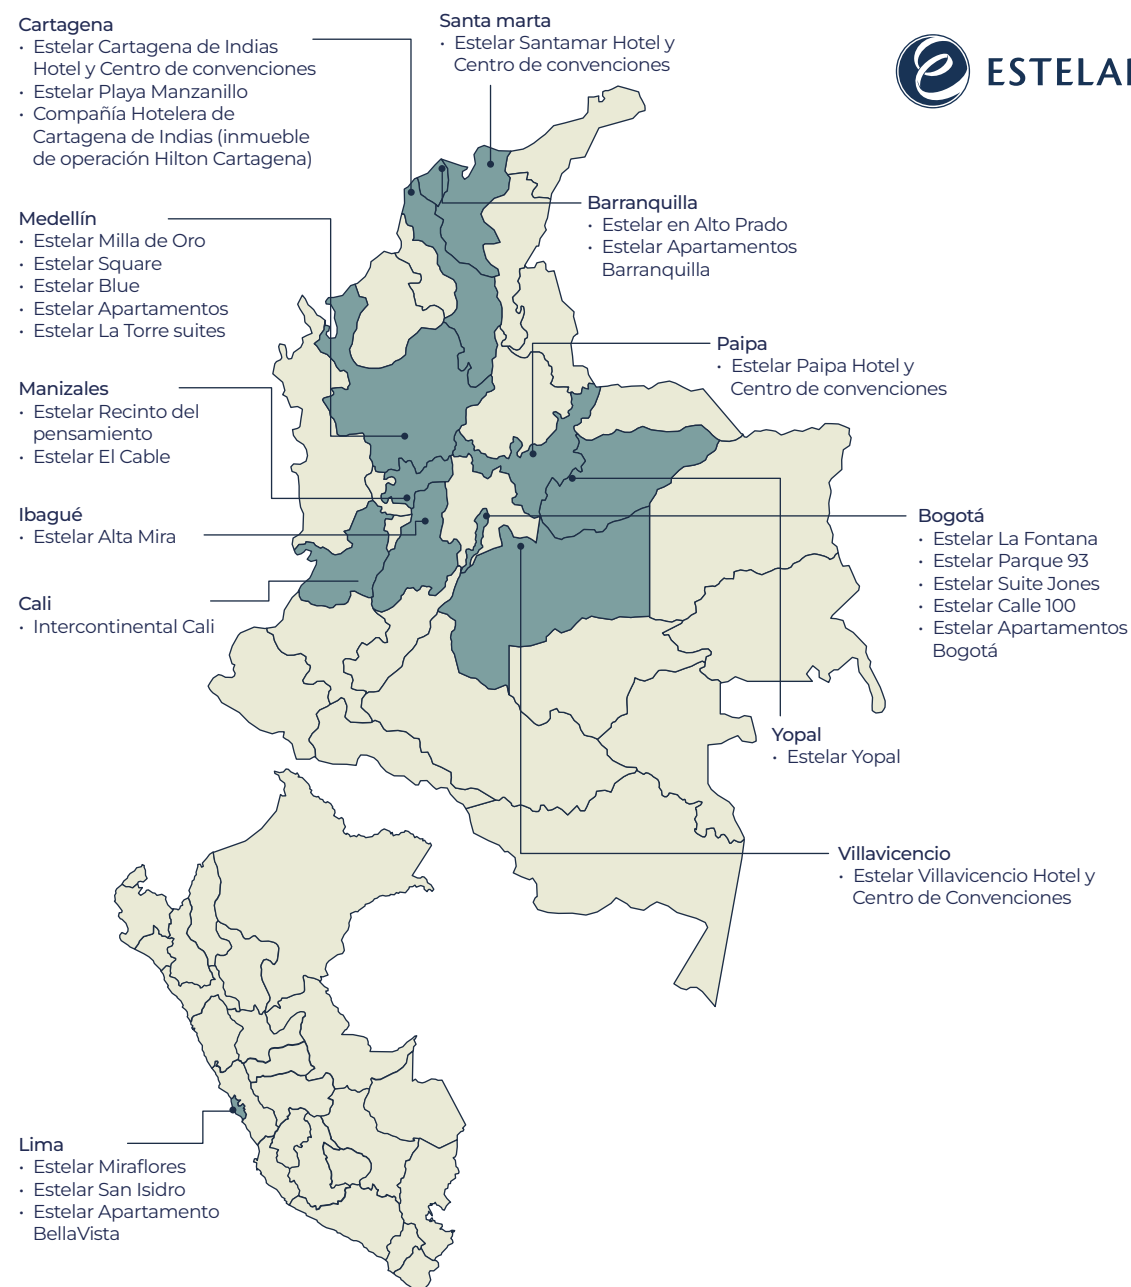 Cartagena
· Estelar Cartagena de Indias
Hotel y Centro de convenciones
· Estelar Playa Manzanillo
· Compañía Hotelera de
Cartagena de Indias (inmueble
de operación Hilton Cartagena)
Santa marta
· Estelar Santamar Hotel y
Centro de convenciones
ESTELAR
Medellín
· Estelar Milla de Oro
· Estelar Square
· Estelar Blue
· Estelar Apartamentos
· Estelar La Torre suites
Barranquilla
· Estelar en Alto Prado
· Estelar Apartamentos
Barranquilla
Paipa
· Estelar Paipa Hotel y
Centro de convenciones
Manizales
· Estelar Recinto del
pensamiento
· Estelar El Cable
Ibagué
· Estelar Alta Mira
Bogotá
· Estelar La Fontana
· Estelar Parque 93
· Estelar Suite Jones
· Estelar Calle 100
· Estelar Apartamentos
Bogotá
Cali
· Intercontinental Cali
Yopal
· Estelar Yopal
Villavicencio
· Estelar Villavicencio Hotel y
Centro de Convenciones
Lima
· Estelar Miraflores
· Estelar San Isidro
· Estelar Apartamento
BellaVista